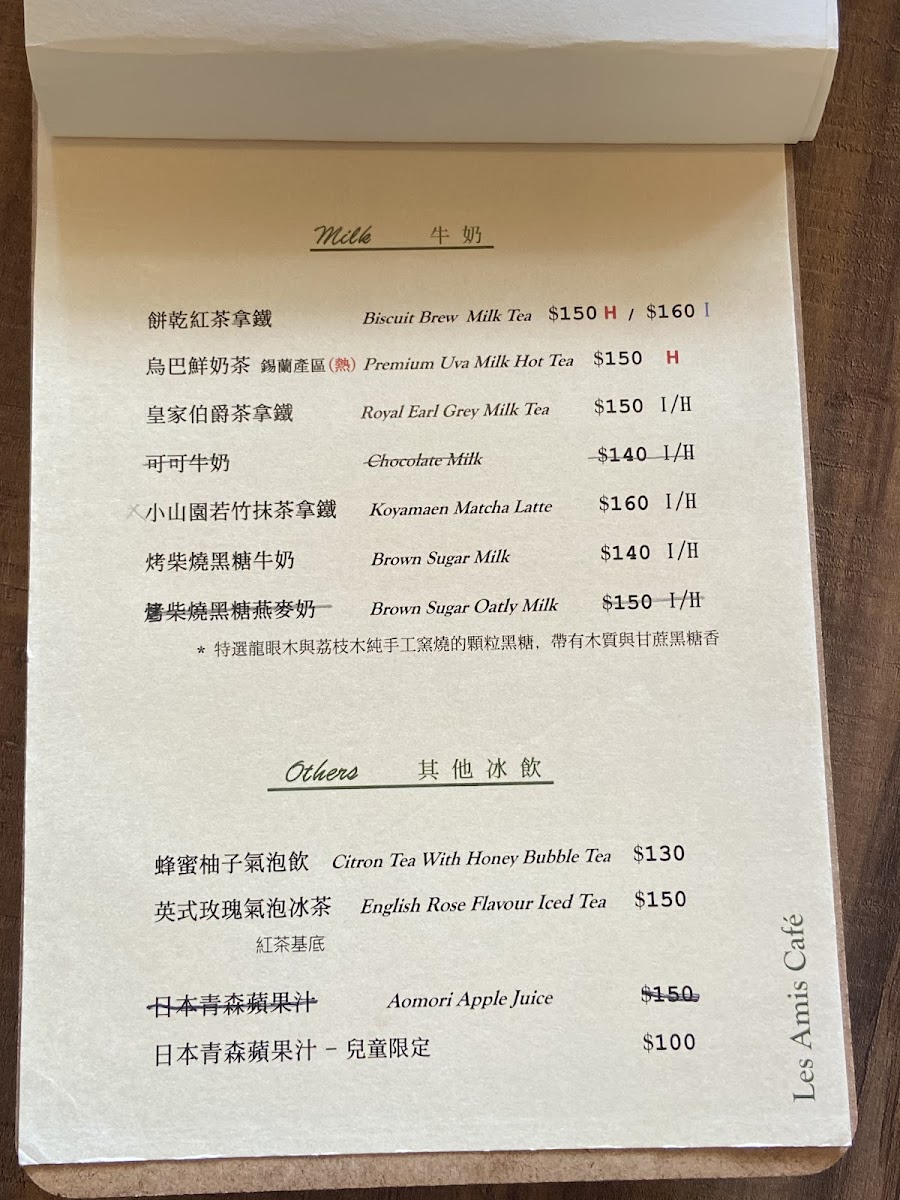 Milk 牛奶
餅乾紅茶拿鐵 Biscuit Brew Milk Tea $150 H / $160 I
烏巴鮮奶茶 錫蘭產區(熱) Premium Uva Milk Hot Tea $150 H
皇家伯爵茶拿鐵 Royal Earl Grey Milk Tea $150 I/H
可可牛奶 Chocolate Milk $140 I/H
小山園若竹抹茶拿鐵 Koyamaen Matcha Latte $160 I/H
烤柴燒黑糖牛奶 Brown Sugar Milk $140 I/H
烤柴燒黑糖燕麥奶 Brown Sugar Oatly Milk $150 I/H
* 特選龍眼木與荔枝木純手工窯燒的顆粒黑糖, 帶有木質與甘蔗黑糖香
Others 其他冰飲
蜂蜜柚子氣泡飲 Citron Tea With Honey Bubble Tea $130
英式玫瑰氣泡冰茶 English Rose Flavour Iced Tea $150
紅茶基底
日本青森蘋果汁 Aomori Apple Juice $150
日本青森蘋果汁 - 兒童限定 $100
Les Amis Café